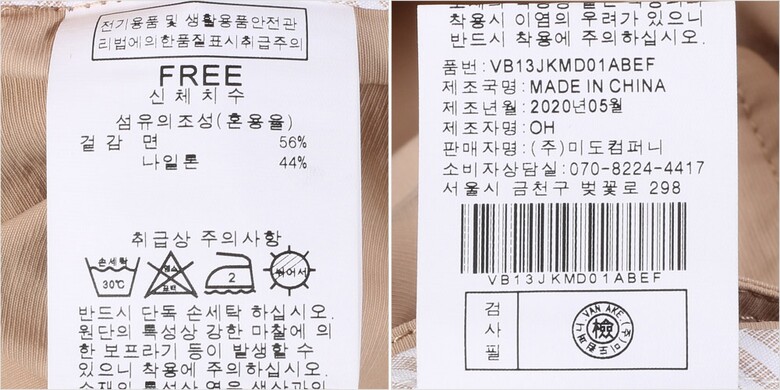 전기용품 및 생활용품안전관
리법에의한품질표시취급주의
FREE
신체치수
섬유의조성(혼용율)
겉감 면 56%
나일론 44%
취급상 주의사항
손세탁
30℃
2
뉘어서
반드시 단독 손세탁 하십시오.
원단의 특성상 강한 마찰에 의
한 보프라기 등이 발생할 수
있으니 착용에 주의하십시오.
착용시 이염의 우려가 있으니
반드시 착용에 주의하십시오.
품번:VB13JKMD01ABEF
제조국명:MADE IN CHINA
제조년월:2020년05월
제조자명:OH
판매자명:(주)미도컴퍼니
소비자상담실:070-8224-4417
서울시 금천구 벚꽃로 298
VB13JKMD01ABEF
검
사
필
VAN AKE.
(주)미도컴퍼니
檢